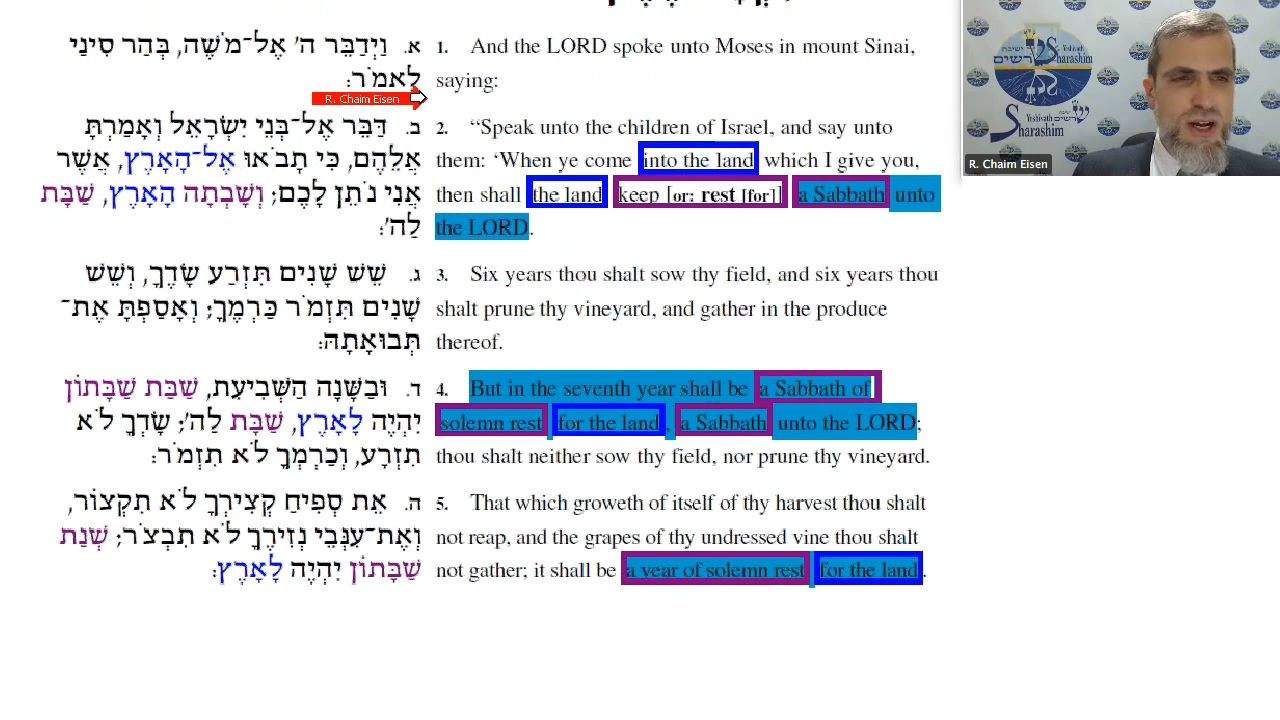 א. וַיְדַבֵּר ה' אֶל־מֹשֶׁה, בְּהַר סִינַי
לֵאמֹר:
ב. דַּבֵּר אֶל־בְּנֵי יִשְׂרָאֵל וְאָמַרְתָּ
אֲלֵהֶם, כִּי תָבֹאוּ אֶל־הָאָרֶץ, אֲשֶׁר
אֲנִי נֹתֵן לָכֶם; וְשָׁבְתָה הָאָרֶץ, שַׁבָּת
לַה':
ג. שֵׁשׁ שָׁנִים תִּזְרַע שָׂדֶךָ, וְשֵׁשׁ
שָׁנִים תִּזְמֹר כַּרְמֶךָ; וְאָסַפְתָּ אֶת־
תְּבוּאָתָהּ:
ד. וּבַשָּׁנָה הַשְּׁבִיעִת, שַׁבַּת שַׁבָּתוֹן
יִהְיֶה לָאָרֶץ, שַׁבָּת לַה'; שָׂדְךָ לֹא
תִזְרָע, וְכַרְמְךָ לֹא תִזְמֹר:
ה. אֵת סְפִיחַ קְצִירְךָ לֹא תִקְצוֹר,
וְאֶת־עִנְּבֵי נְזִירֶךָ לֹא תִבְצֹר; שְׁנַת
שַׁבָּתוֹן יִהְיֶה לָאָרֶץ:
1. And the LORD spoke unto Moses in mount Sinai,
saying:
2. “Speak unto the children of Israel, and say unto
them: ‘When ye come into the land which I give you,
then shall the land keep [or: rest [for]] a Sabbath unto
the LORD.
3. Six years thou shalt sow thy field, and six years thou
shalt prune thy vineyard, and gather in the produce
thereof.
4. But in the seventh year shall be a Sabbath of
solemn rest for the land, a Sabbath unto the LORD;
thou shalt neither sow thy field, nor prune thy vineyard.
5. That which groweth of itself of thy harvest thou shalt
not reap, and the grapes of thy undressed vine thou shalt
not gather; it shall be a year of solemn rest for the land.
R. Chaim Eisen
Yeshivath
Sharashim
ישיבת
שרשים
Sharashim
R. Chaim Eisen